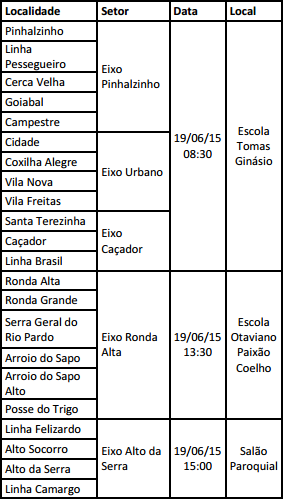 Localidade Setor Data Local
Pinhalzinho
Linha
Pessegueiro
Cerca Velha
Goiabal
Campestre
Eixo
Pinhalzinho
Cidade
Coxilha Alegre
Vila Nova
Vila Freitas
Eixo Urbano
Santa Terezinha
Caçador
Linha Brasil
Eixo
Caçador
19/06/15
08:30
Escola
Tomas
Ginásio
Ronda Alta
Ronda Grande
Serra Geral do
Rio Pardo
Arroio do Sapo
Arroio do Sapo
Alto
Posse do Trigo
Eixo Ronda
Alta
19/06/15
13:30
Escola
Otaviano
Paixão
Coelho
Linha Felizardo
Alto Socorro
Alto da Serra
Linha Camargo
Eixo Alto da
Serra
19/06/15
15:00
Salão
Paroquial